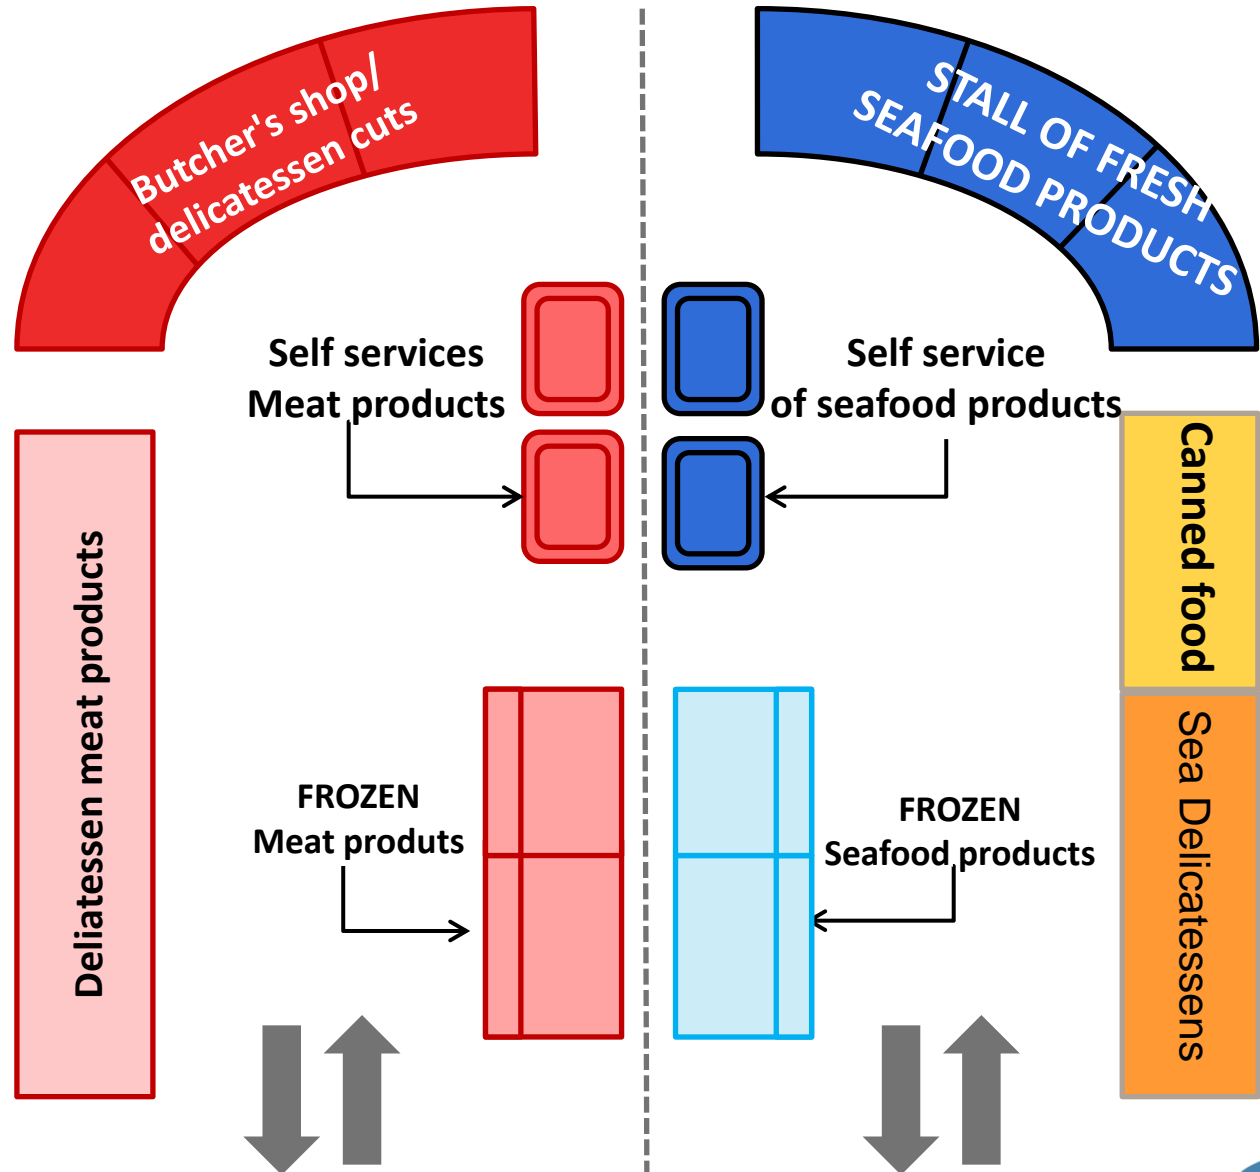 Butcher's shop/
delicatessen cuts
STALL OF FRESH
SEAFOOD PRODUCTS
Self services
Meat products
Self service
of seafood products
Canned food
Deliatessen meat products
Sea Delicatessens
FROZEN
Meat produts
FROZEN
Seafood products